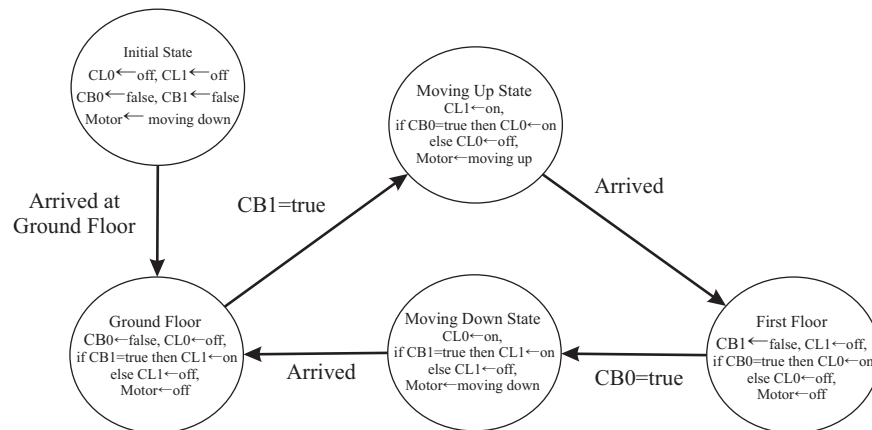 Initial State
CL0←off, CL1←off
CB0←false, CB1←false
Motor← moving down
Moving Up State
CL1←on,
if CB0=true then CL0←on
else CL0←off,
Motor←moving up
Arrived at
Ground Floor
CB1=true
Arrived
Ground Floor
CB0←false, CL0←off,
if CB1=true then CL1←on
else CL1←off,
Motor←off
Arrived
Moving Down State
CL0←on,
if CB1=true then CL1←on
else CL1←off,
Motor←moving down
CB0=true
First Floor
CB1←false, CL1←off,
if CB0=true then CL0←on
else CL0←off,
Motor←off